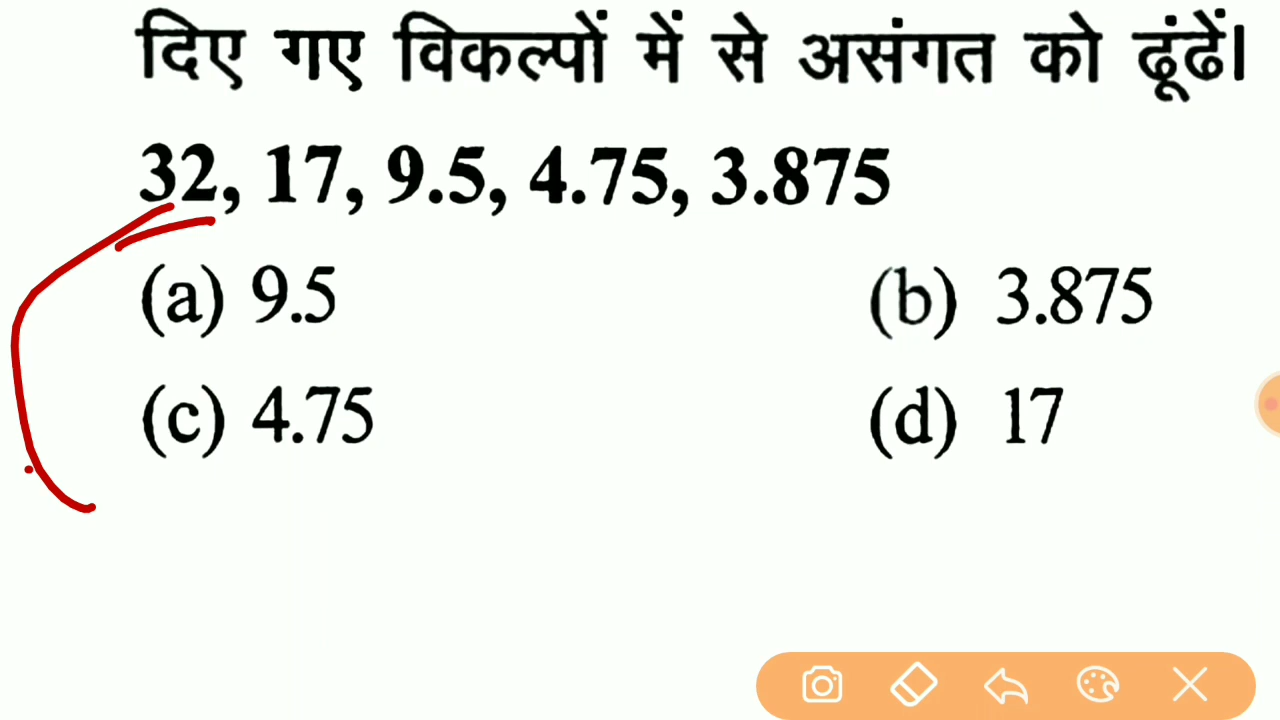 दिए गए विकल्पों में से असंगत को ढूंढें।
32, 17, 9.5, 4.75, 3.875
(a) 9.5 (b) 3.875
(c) 4.75 (d) 17